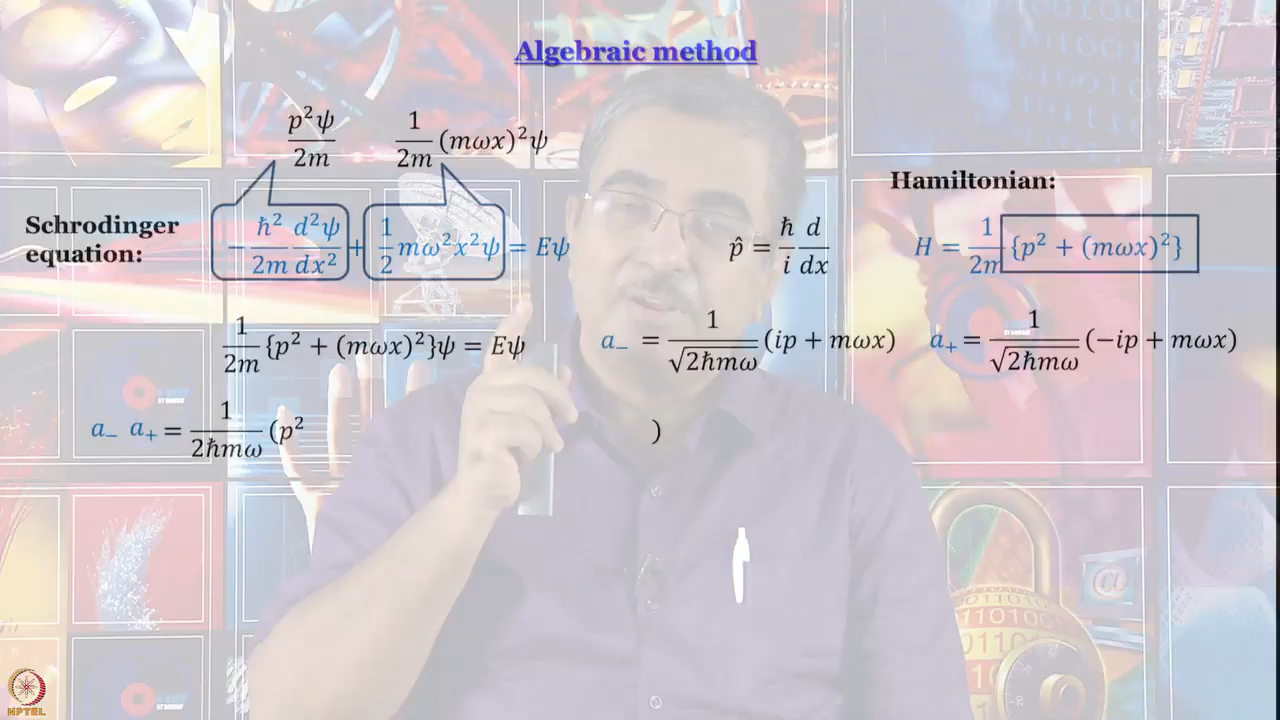 Algebraic method
p²ψ/2m    1/2m (mωx)²ψ
Hamiltonian:
Schrodinger equation:
−ħ²/2m d²ψ/dx² + 1/2 mω²x²ψ = Eψ    p̂ = ħ/i d/dx    H = 1/2m {p² + (mωx)²}
1/2m {p² + (mωx)²}ψ = Eψ    a₋ = 1/√2ħmω (ip + mωx)    a₊ = 1/√2ħmω (−ip + mωx)
a₋ a₊ = 1/2ħmω (p²    )
NPTEL